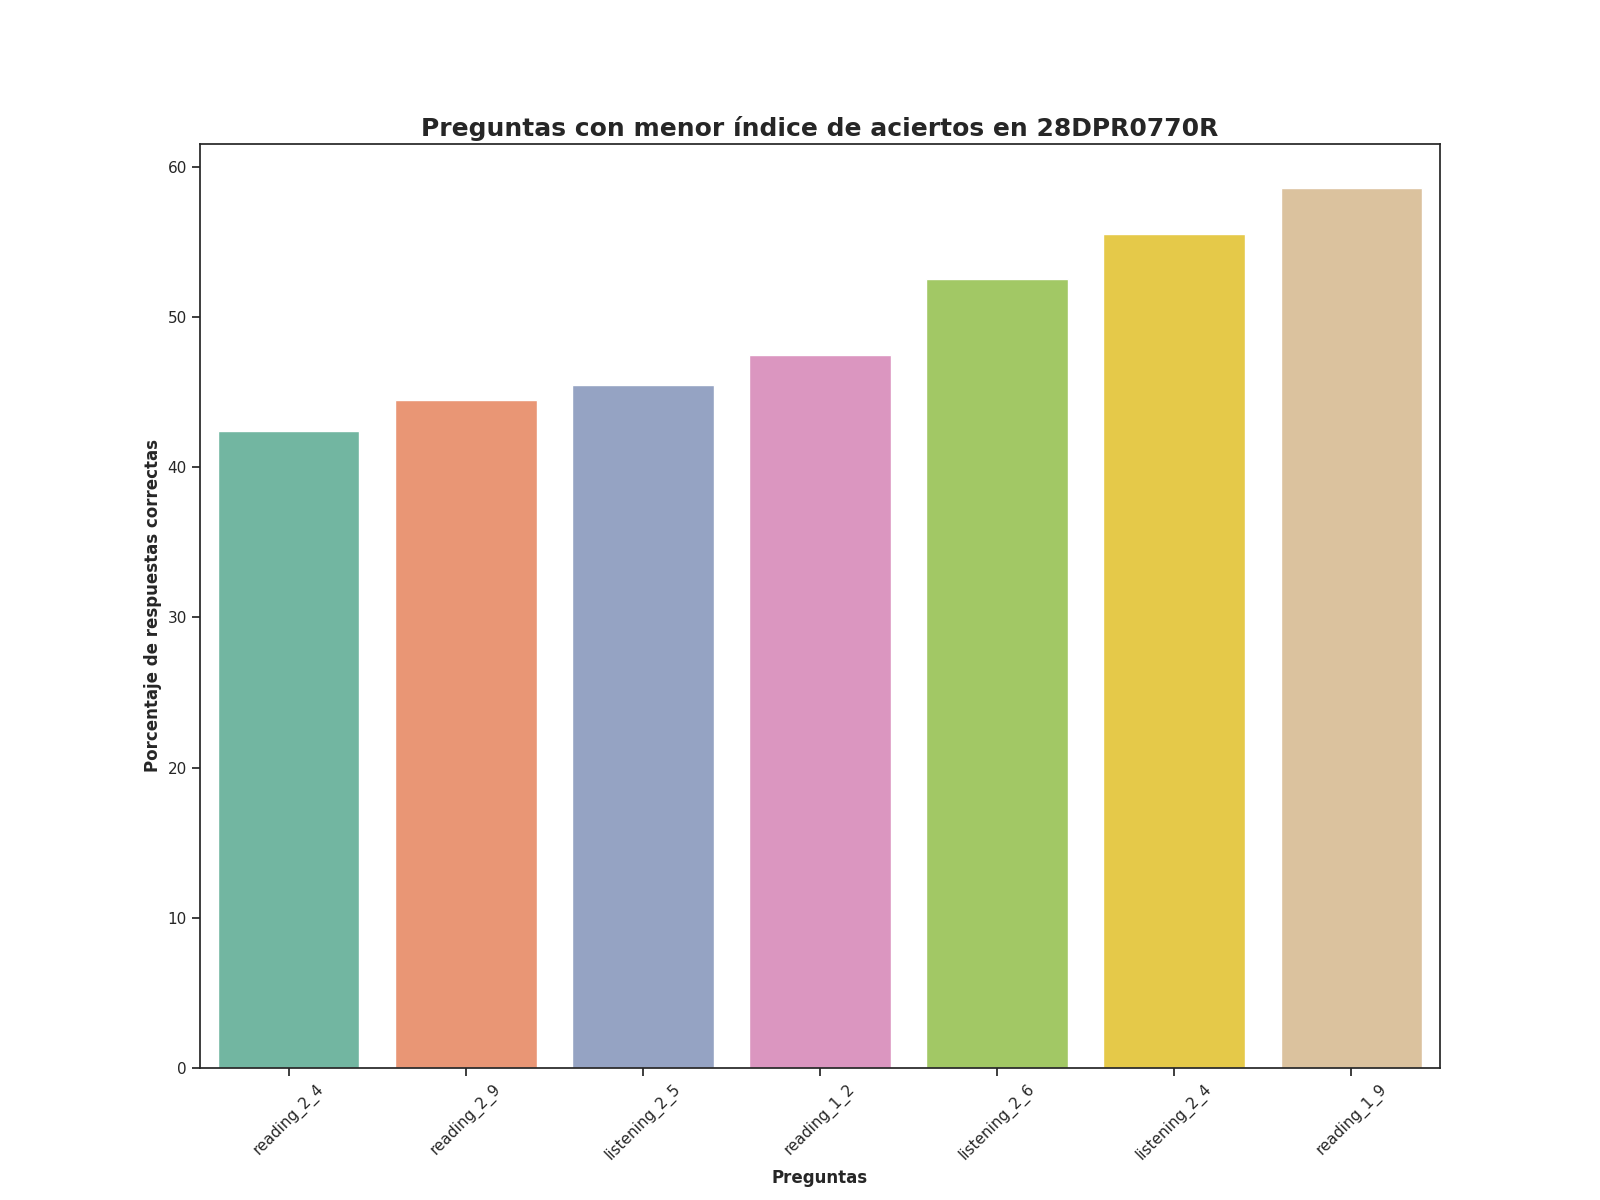 Preguntas con menor índice de aciertos en 28DPR0770R
Porcentaje de respuestas correctas
60
50
40
30
20
10
0
reading_2_4
reading_2_9
listening_2_5
reading_1_2
listening_2_6
listening_2_4
reading_1_9
Preguntas